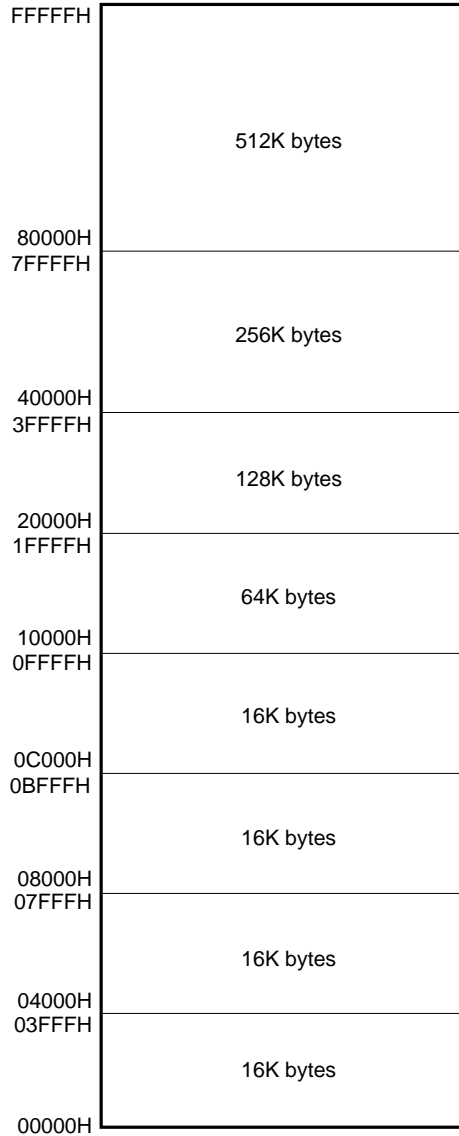 FFFFFH
512K bytes
80000H
7FFFFH
256K bytes
40000H
3FFFFH
128K bytes
20000H
1FFFFH
64K bytes
10000H
0FFFFH
16K bytes
0C000H
0BFFFH
16K bytes
08000H
07FFFH
16K bytes
04000H
03FFFH
16K bytes
00000H